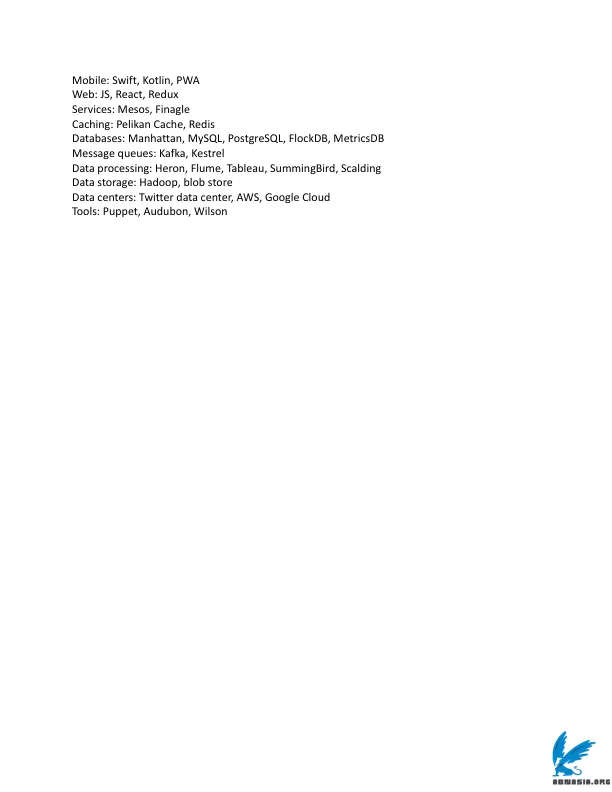 Mobile: Swift, Kotlin, PWA
Web: JS, React, Redux
Services: Mesos, Finagle
Caching: Pelikan Cache, Redis
Databases: Manhattan, MySQL, PostgreSQL, FlockDB, MetricsDB
Message queues: Kafka, Kestrel
Data processing: Heron, Flume, Tableau, SummingBird, Scalding
Data storage: Hadoop, blob store
Data centers: Twitter data center, AWS, Google Cloud
Tools: Puppet, Audubon, Wilson
ABNASIA.ORG